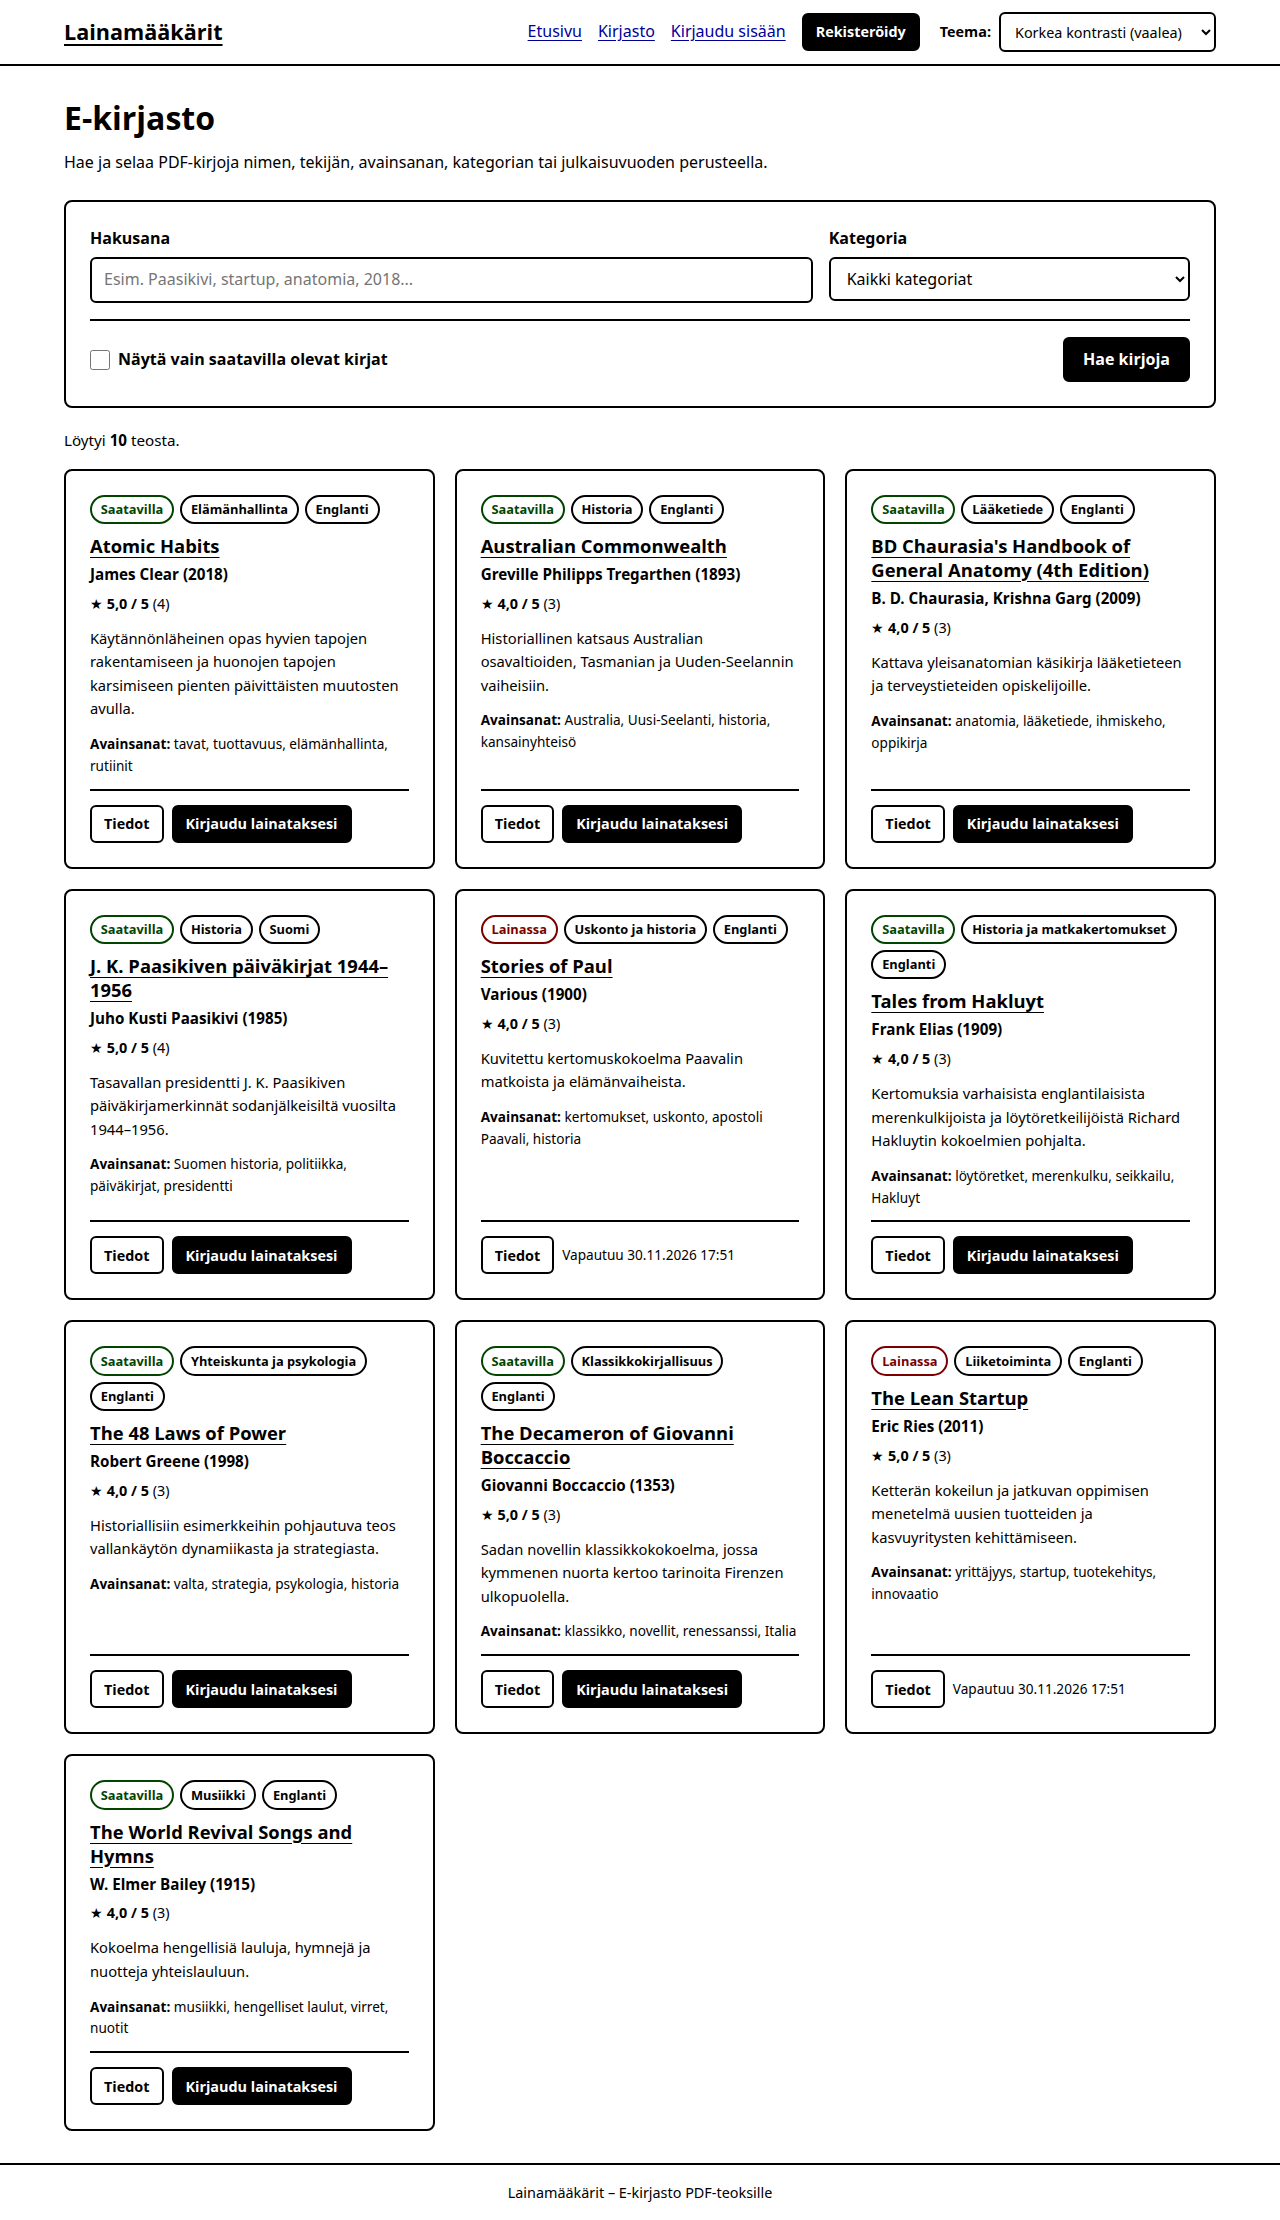 Lainamääkärit
Etusivu Kirjasto Kirjaudu sisään Rekisteröidy Teema: Korkea kontrasti (vaalea)
E-kirjasto
Hae ja selaa PDF-kirjoja nimen, tekijän, avainsanan, kategorian tai julkaisuvuoden perusteella.
Hakusana
Esim. Paasikivi, startup, anatomia, 2018...
Kategoria
Kaikki kategoriat
Näytä vain saatavilla olevat kirjat
Hae kirjoja
Löytyi 10 teosta.
Saatavilla Elämänhallinta Englanti
Atomic Habits
James Clear (2018)
★ 5,0 / 5 (4)
Käytännönläheinen opas hyvien tapojen
rakentamiseen ja huonojen tapojen
karsimiseen pienten päivittäisten muutosten
avulla.
Avainsanat: tavat, tuottavuus, elämänhallinta,
rutiinit
Tiedot Kirjaudu lainataksesi
Saatavilla Historia Englanti
Australian Commonwealth
Greville Philipps Tregarthen (1893)
★ 4,0 / 5 (3)
Historiallinen katsaus Australian
osavaltioiden, Tasmanian ja Uuden-Seelannin
vaiheisiin.
Avainsanat: Australia, Uusi-Seelanti, historia,
kansainyhteisö
Tiedot Kirjaudu lainataksesi
Saatavilla Lääketiede Englanti
BD Chaurasia's Handbook of
General Anatomy (4th Edition)
B. D. Chaurasia, Krishna Garg (2009)
★ 4,0 / 5 (3)
Kattava yleisanatomian käsikirja lääketieteen
ja terveystieteiden opiskelijoille.
Avainsanat: anatomia, lääketiede, ihmiskeho,
oppikirja
Tiedot Kirjaudu lainataksesi
Saatavilla Historia Suomi
J. K. Paasikiven päiväkirjat 1944–
1956
Juho Kusti Paasikivi (1985)
★ 5,0 / 5 (4)
Tasavallan presidentti J. K. Paasikiven
päiväkirjamerkinnät sodanjälkeisiltä vuosilta
1944–1956.
Avainsanat: Suomen historia, politiikka,
päiväkirjat, presidentti
Tiedot Kirjaudu lainataksesi
Lainassa Uskonto ja historia Englanti
Stories of Paul
Various (1900)
★ 4,0 / 5 (3)
Kuvitettu kertomuskokoelma Paavalin
matkoista ja elämänvaiheista.
Avainsanat: kertomukset, uskonto, apostoli
Paavali, historia
Tiedot Vapautuu 30.11.2026 17:51
Saatavilla Historia ja matkakertomukset
Englanti
Tales from Hakluyt
Frank Elias (1909)
★ 4,0 / 5 (3)
Kertomuksia varhaisista englantilaisista
merenkulkijoista ja löytöretkeilijöistä Richard
Hakluytin kokoelmien pohjalta.
Avainsanat: löytöretket, merenkulku, seikkailu,
Hakluyt
Tiedot Kirjaudu lainataksesi
Saatavilla Yhteiskunta ja psykologia
Englanti
The 48 Laws of Power
Robert Greene (1998)
★ 4,0 / 5 (3)
Historiallisiin esimerkkeihin pohjautuva teos
vallankäytön dynamiikasta ja strategiasta.
Avainsanat: valta, strategia, psykologia, historia
Tiedot Kirjaudu lainataksesi
Saatavilla Klassikkokirjallisuus
Englanti
The Decameron of Giovanni
Boccaccio
Giovanni Boccaccio (1353)
★ 5,0 / 5 (3)
Sadan novellin klassikkokokoelma, jossa
kymmenen nuorta kertoo tarinoita Firenzen
ulkopuolella.
Avainsanat: klassikko, novellit, renessanssi, Italia
Tiedot Kirjaudu lainataksesi
Lainassa Liiketoiminta Englanti
The Lean Startup
Eric Ries (2011)
★ 5,0 / 5 (3)
Ketterän kokeilun ja jatkuvan oppimisen
menetelmä uusien tuotteiden ja
kasvuyritysten kehittämiseen.
Avainsanat: yrittäjyys, startup, tuotekehitys,
innovaatio
Tiedot Vapautuu 30.11.2026 17:51
Saatavilla Musiikki Englanti
The World Revival Songs and
Hymns
W. Elmer Bailey (1915)
★ 4,0 / 5 (3)
Kokoelma hengellisiä lauluja, hymnejä ja
nuotteja yhteislauluun.
Avainsanat: musiikki, hengelliset laulut, virret,
nuotit
Tiedot Kirjaudu lainataksesi
Lainamääkärit – E-kirjasto PDF-teoksille